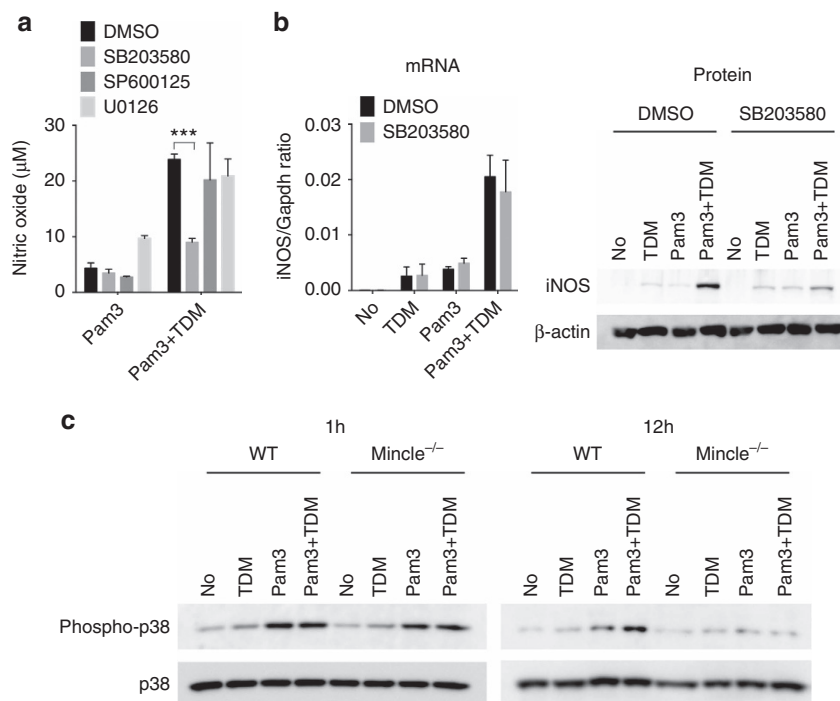 a
DMSO
SB203580
SP600125
U0126
***
30
20
10
0
Nitric oxide (μM)
Pam3
Pam3+TDM
b
mRNA
DMSO
SB203580
0.03
0.02
0.01
0.00
iNOS/Gapdh ratio
No
TDM
Pam3
Pam3+TDM
Protein
DMSO SB203580
No TDM Pam3 Pam3+TDM No TDM Pam3 Pam3+TDM
iNOS
β-actin
c
1h 12h
WT Mincle–/– WT Mincle–/–
No TDM Pam3 Pam3+TDM No TDM Pam3 Pam3+TDM No TDM Pam3 Pam3+TDM No TDM Pam3 Pam3+TDM
Phospho-p38
p38